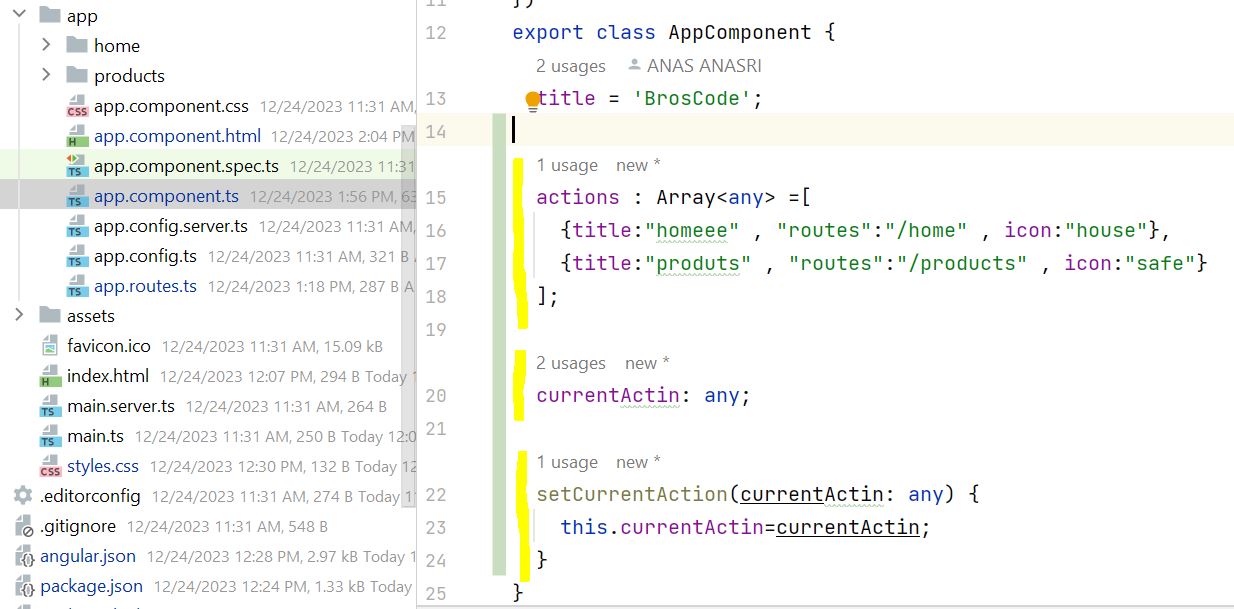 app
home
products
app.component.css 12/24/2023 11:31 AM,
app.component.html 12/24/2023 2:04 PM
app.component.spec.ts 12/24/2023 11:31
app.component.ts 12/24/2023 1:56 PM, 63
app.config.server.ts 12/24/2023 11:31 AM,
app.config.ts 12/24/2023 11:31 AM, 321 B
app.routes.ts 12/24/2023 1:18 PM, 287 B A
assets
favicon.ico 12/24/2023 11:31 AM, 15.09 kB
index.html 12/24/2023 12:07 PM, 294 B Today 1
main.server.ts 12/24/2023 11:31 AM, 264 B
main.ts 12/24/2023 11:31 AM, 250 B Today 12:0
styles.css 12/24/2023 12:30 PM, 132 B Today 12
.editorconfig 12/24/2023 11:31 AM, 274 B Today 1
.gitignore 12/24/2023 11:31 AM, 548 B
angular.json 12/24/2023 12:28 PM, 2.97 kB Today 1
package.json 12/24/2023 12:24 PM, 1.33 kB Today
11 })
12 export class AppComponent {
2 usages ANAS ANASRI
13 title = 'BrosCode';
14
1 usage new *
15 actions : Array<any> =[
16 {title:"homeee" , "routes":"/home" , icon:"house"},
17 {title:"produts" , "routes":"/products" , icon:"safe"}
18 ];
19
2 usages new *
20 currentActin: any;
21
1 usage new *
22 setCurrentAction(currentActin: any) {
23 this.currentActin=currentActin;
24 }
25 }